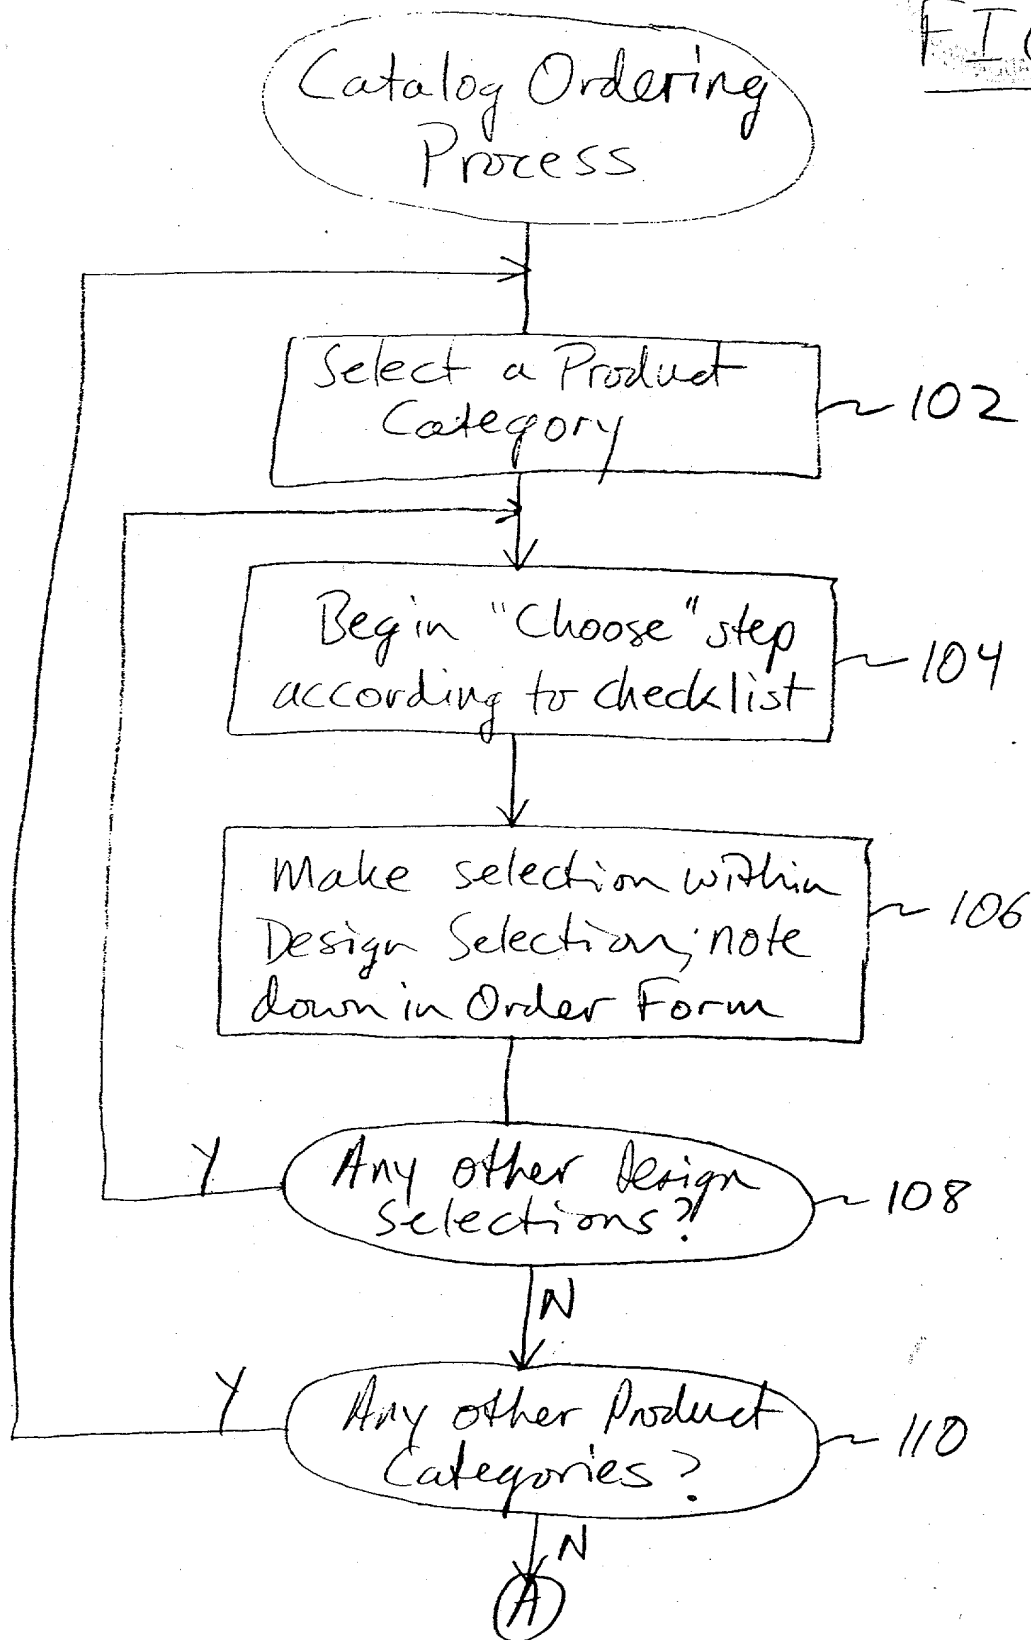 Catalog Ordering
Process
Select a Product
Category
102
Begin "Choose" step
according to checklist
104
Make selection within
Design Selection; note
down in Order Form
106
Y
Any other Design
Selections?
108
N
Y
Any other Product
Categories?
110
N
A